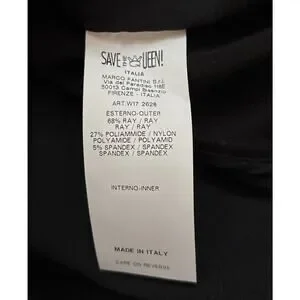 SAVE THE QUEEN!
ITALIA
MARCO FANTINI S.r.l.
Via del Paradiso 118E
50013 Campi Bisenzio
FIRENZE - ITALIA
ART.W17 2628
ESTERNO-OUTER
68% RAY / RAY
RAY / RAY
27% POLIAMMIDE / NYLON
POLYAMIDE / POLYAMID
5% SPANDEX / SPANDEX
SPANDEX / SPANDEX
INTERNO-INNER
MADE IN ITALY
CARE ON REVERSE